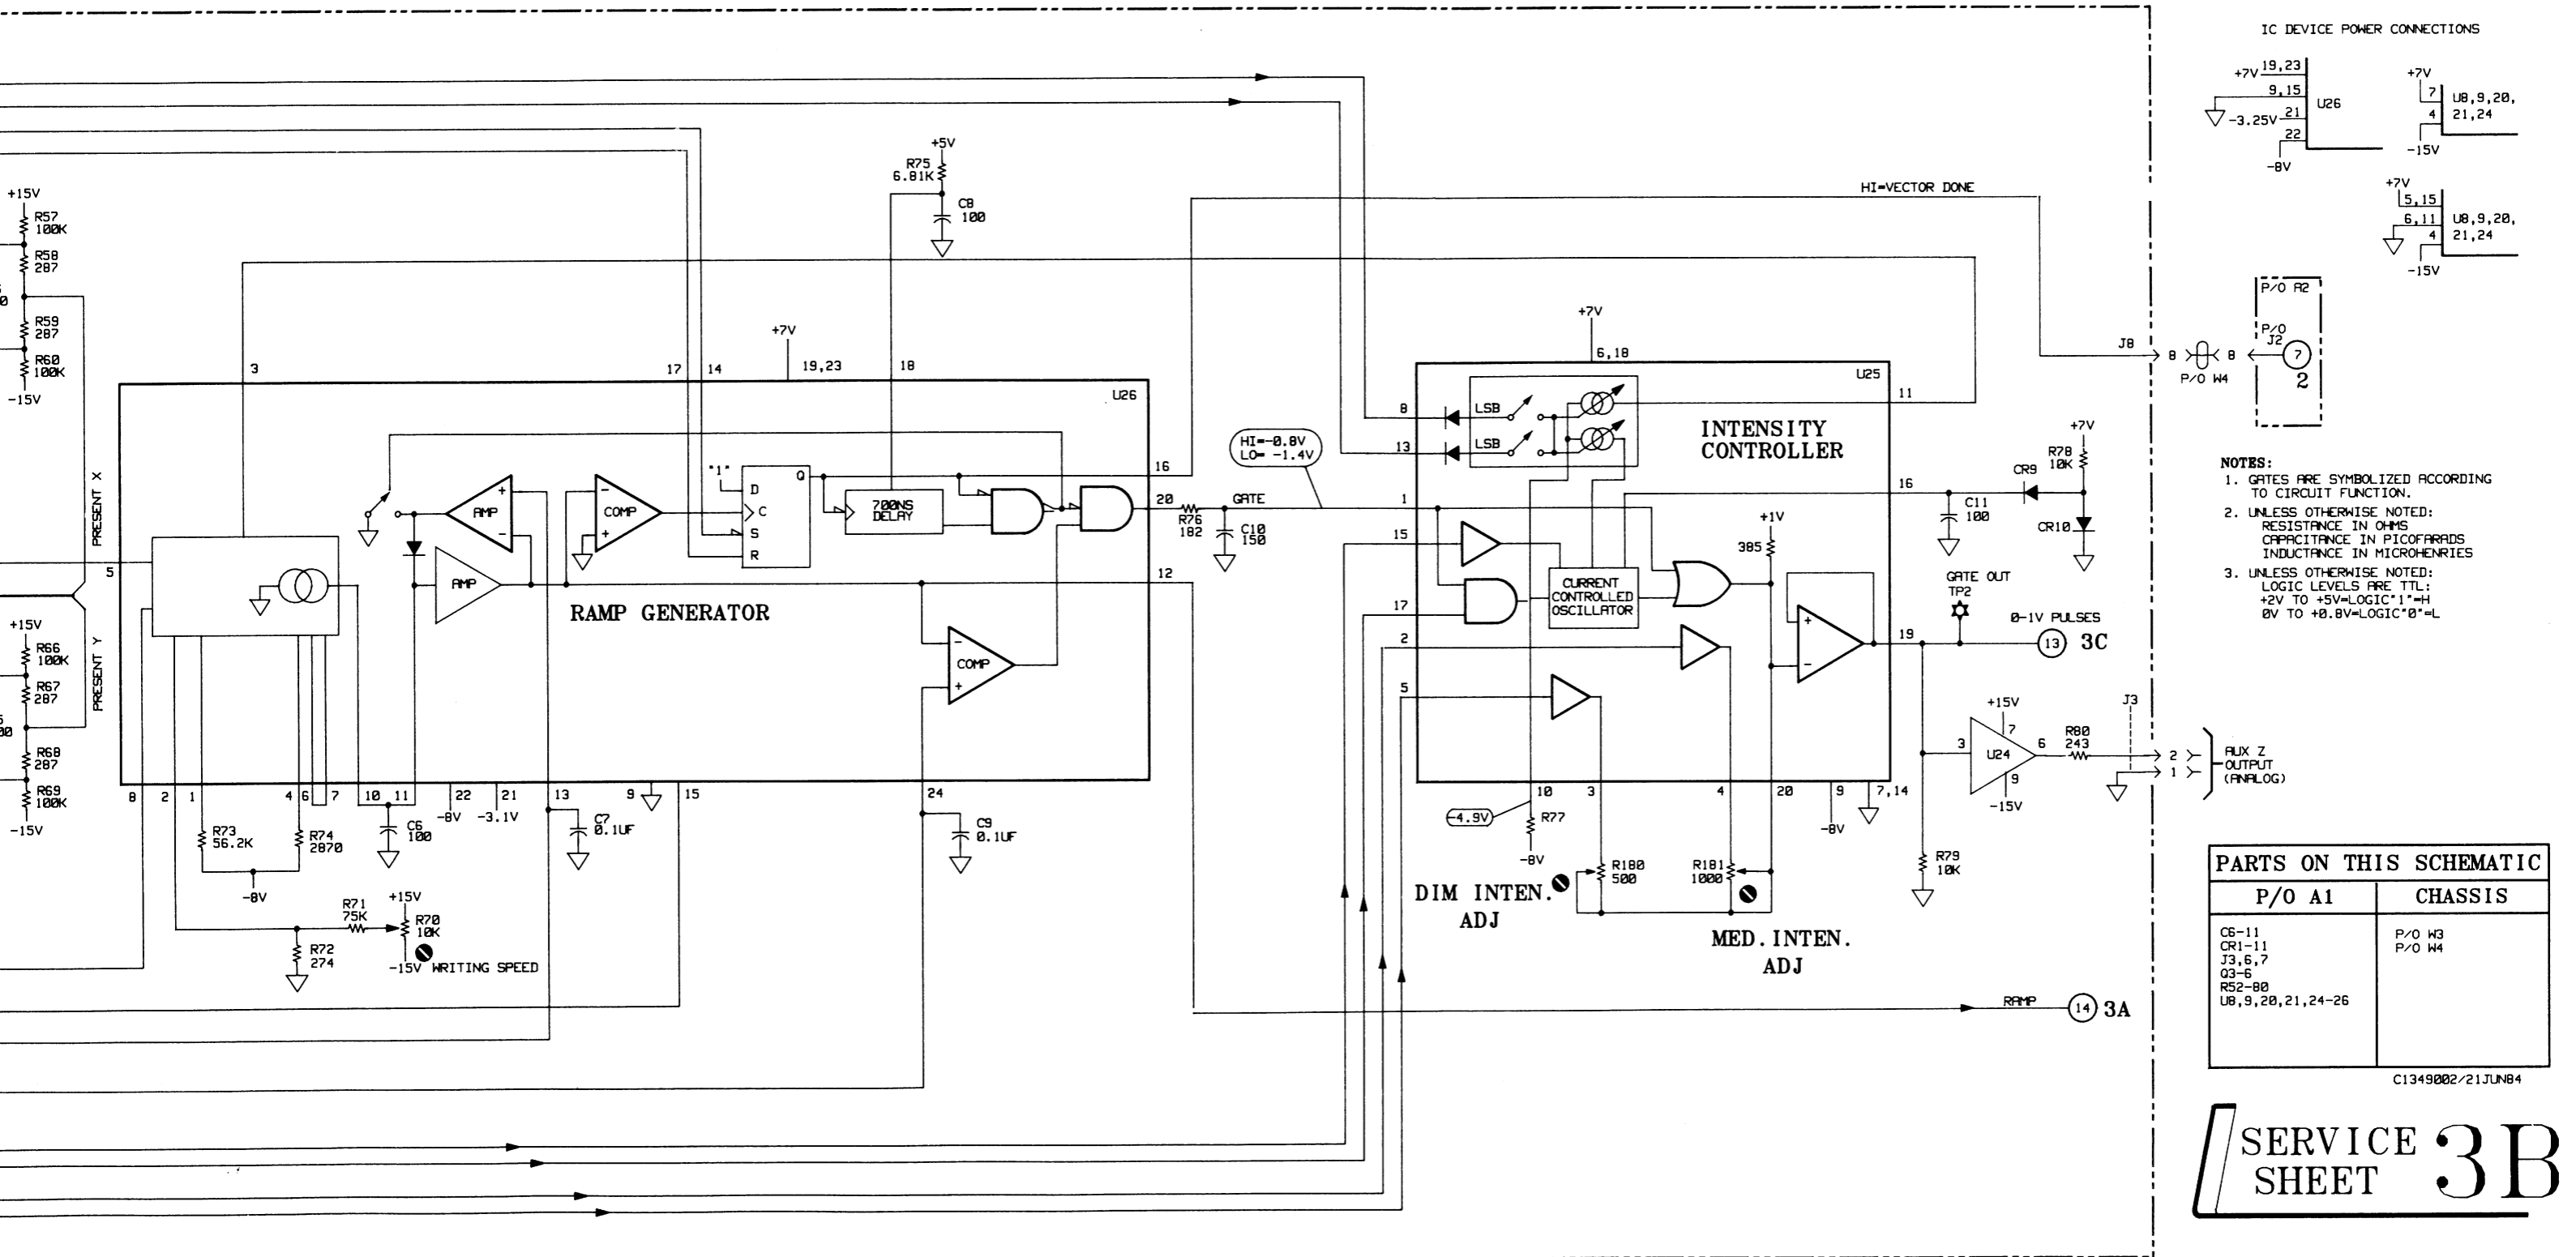 IC DEVICE POWER CONNECTIONS
+7V 19,23
9,15
-3.25V 21
22
-8V
U26
+7V
7
4
-15V
U8,9,20,
21,24
+7V
5,15
6,11
4
-15V
U8,9,20,
21,24
P/O A2
P/O
J2
7
2
J8
8
8
P/O W4
HI=VECTOR DONE
+5V
R75
6.81K
C8
100
+15V
R57
100K
R58
287
R59
287
R60
100K
-15V
PRESENT X
PRESENT Y
+15V
R66
100K
R67
287
R68
287
R69
100K
-15V
3
17
14
+7V
19,23
18
U26
5
AMP
AMP
COMP
"1"
D
C
S
R
Q
700NS
DELAY
COMP
RAMP GENERATOR
16
20
12
8
2
1
4
6
7
10
11
22
21
13
9
15
24
-8V
-3.1V
R73
56.2K
R74
2870
-8V
C6
100
C7
0.1UF
C9
0.1UF
R71
75K
+15V
R70
10K
R72
274
-15V WRITING SPEED
HI=-0.8V
LO= -1.4V
R76
182
GATE
C10
150
+7V
6,18
U25
8
13
1
15
17
2
5
LSB
LSB
INTENSITY
CONTROLLER
CURRENT
CONTROLLED
OSCILLATOR
+1V
385
11
16
19
10
3
4
20
9
7,14
-8V
-4.9V
R77
-8V
R180
500
R181
1000
DIM INTEN.
ADJ
MED. INTEN.
ADJ
+7V
R78
10K
CR9
C11
100
CR10
GATE OUT
TP2
0-1V PULSES
13
3C
+15V
7
3
U24
6
9
-15V
R80
243
J3
2
1
AUX Z
OUTPUT
(ANALOG)
R79
10K
RAMP
14
3A
NOTES:
1. GATES ARE SYMBOLIZED ACCORDING
TO CIRCUIT FUNCTION.
2. UNLESS OTHERWISE NOTED:
RESISTANCE IN OHMS
CAPACITANCE IN PICOFARADS
INDUCTANCE IN MICROHENRIES
3. UNLESS OTHERWISE NOTED:
LOGIC LEVELS ARE TTL:
+2V TO +5V=LOGIC"1"=H
0V TO +0.8V=LOGIC"0"=L
PARTS ON THIS SCHEMATIC
P/O A1
CHASSIS
C6-11
CR1-11
J3,6,7
Q3-6
R52-80
U8,9,20,21,24-26
P/O W3
P/O W4
C1349002/21JUN84
SERVICE
SHEET
3B